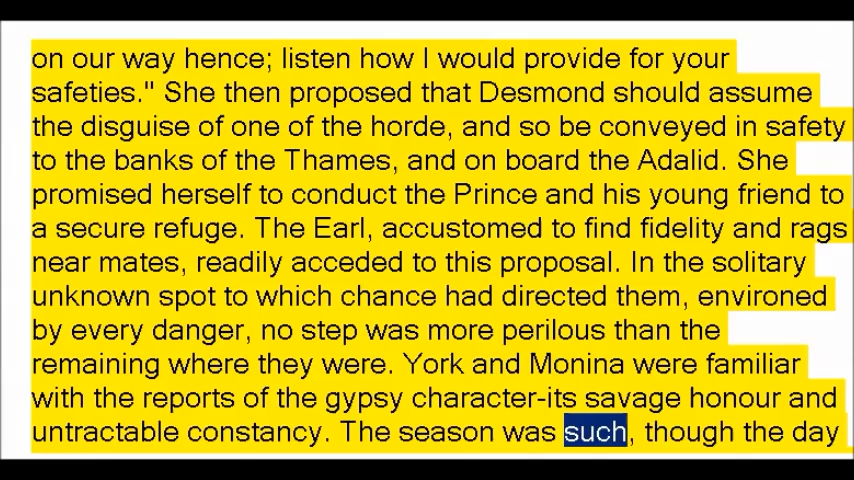 on our way hence; listen how I would provide for your
safeties." She then proposed that Desmond should assume
the disguise of one of the horde, and so be conveyed in safety
to the banks of the Thames, and on board the Adalid. She
promised herself to conduct the Prince and his young friend to
a secure refuge. The Earl, accustomed to find fidelity and rags
near mates, readily acceded to this proposal. In the solitary
unknown spot to which chance had directed them, environed
by every danger, no step was more perilous than the
remaining where they were. York and Monina were familiar
with the reports of the gypsy character-its savage honour and
untractable constancy. The season was such, though the day